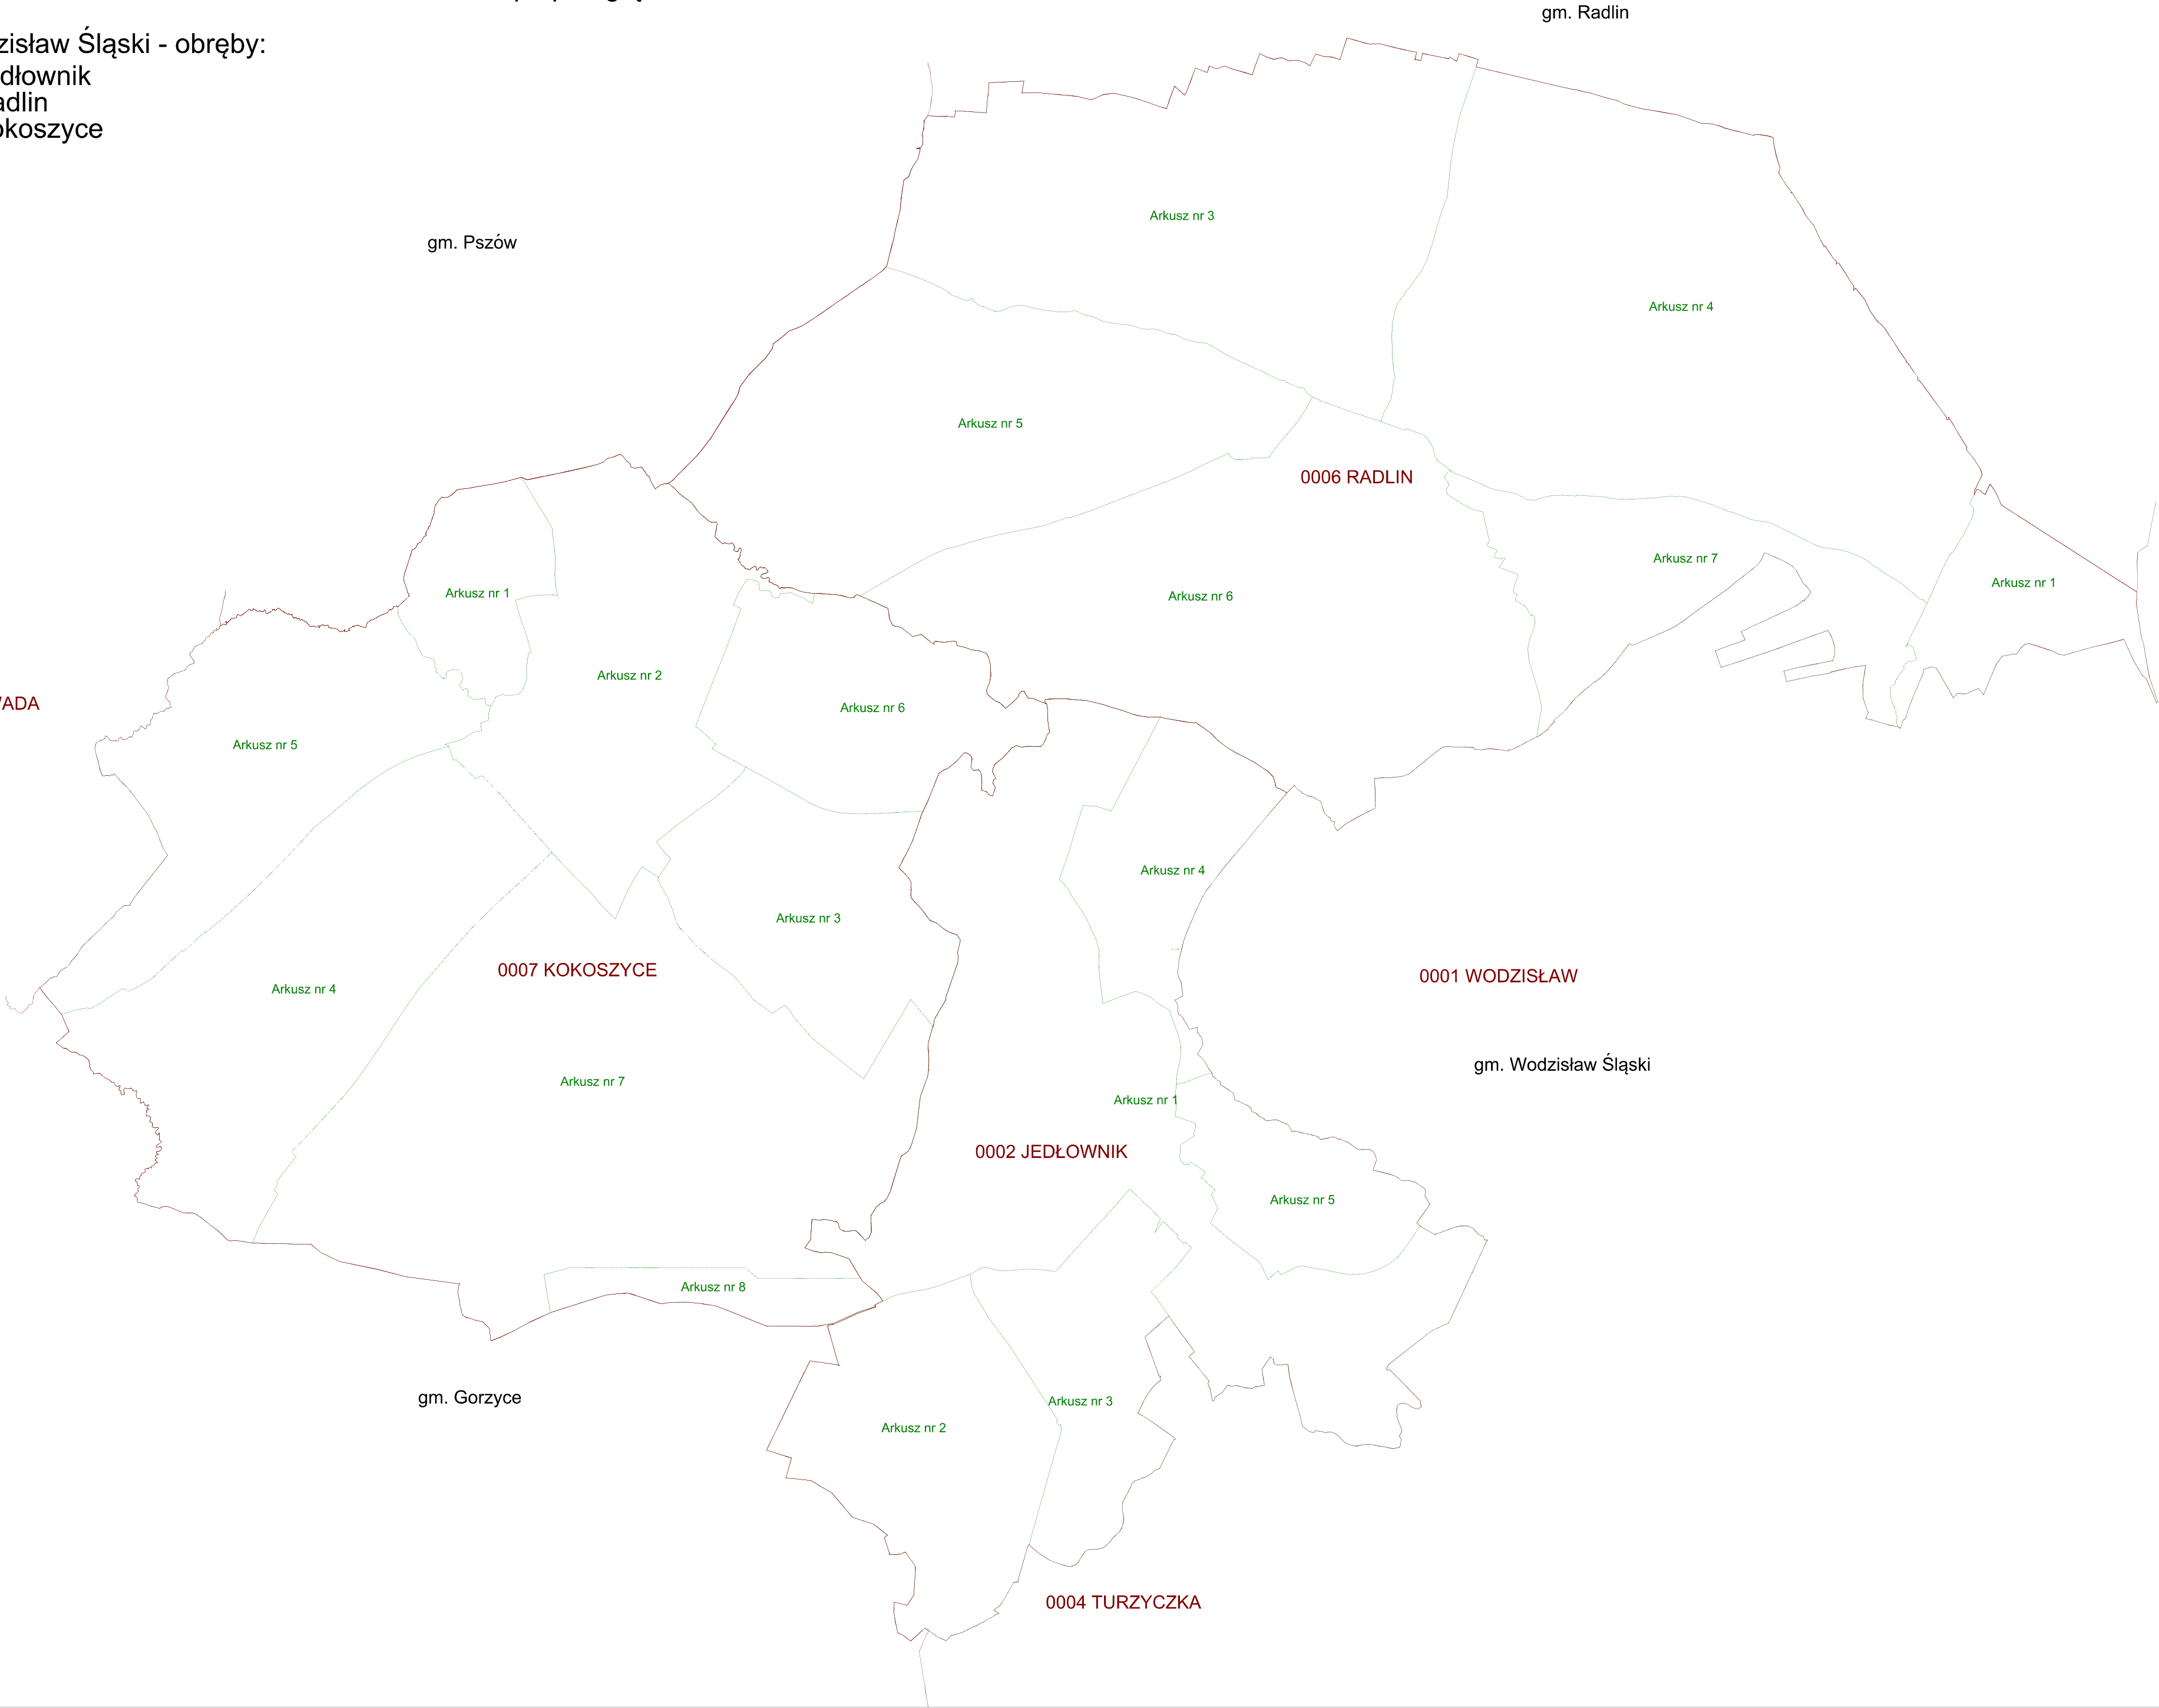 gm. Radlin
zisław Śląski - obręby:
dłownik
adlin
okoszyce
Arkusz nr 3
gm. Pszów
Arkusz nr 4
Arkusz nr 5
0006 RADLIN
Arkusz nr 7
Arkusz nr 1
Arkusz nr 1
Arkusz nr 6
Arkusz nr 2
ADA
Arkusz nr 6
Arkusz nr 5
Arkusz nr 4
Arkusz nr 3
0007 KOKOSZYCE
0001 WODZISŁAW
Arkusz nr 4
gm. Wodzisław Śląski
Arkusz nr 7
Arkusz nr 1
0002 JEDŁOWNIK
Arkusz nr 5
Arkusz nr 8
gm. Gorzyce
Arkusz nr 3
Arkusz nr 2
0004 TURZYCZKA